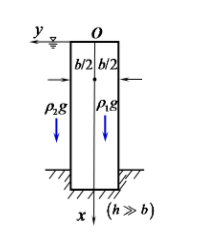 y O
b/2 b/2
ρ₂g ρ₁g
x (h ≫ b)